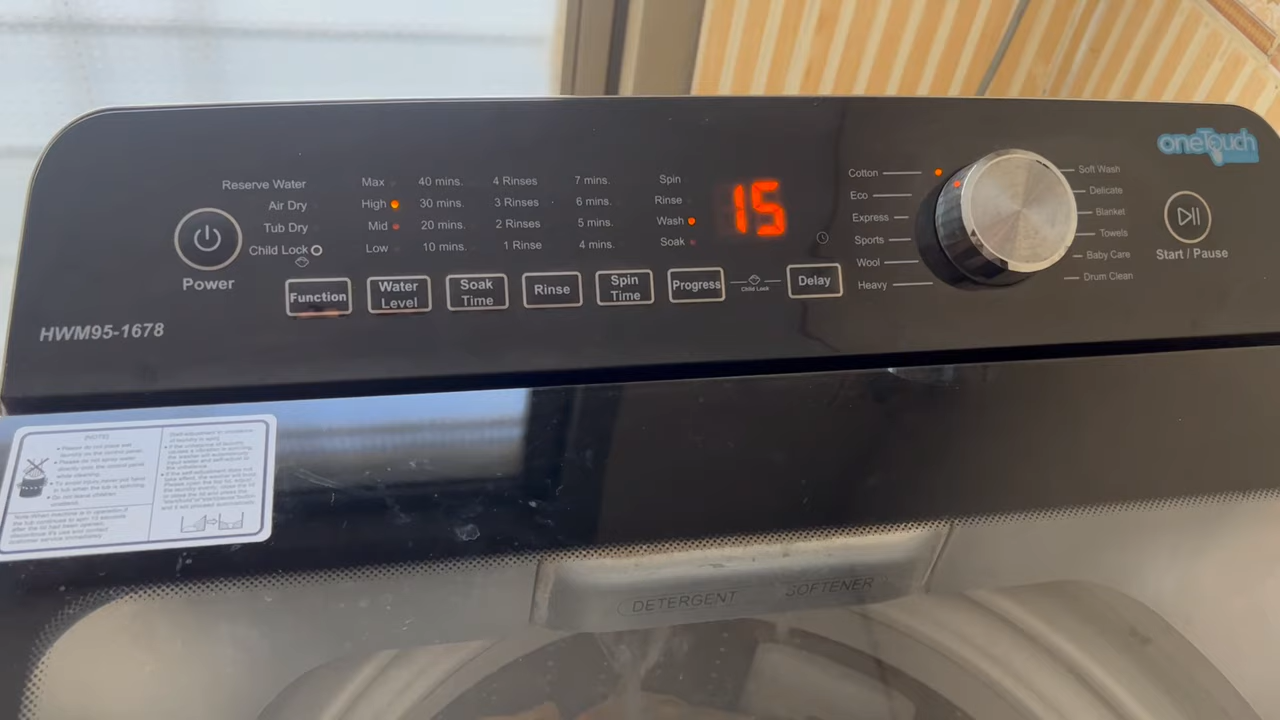 oneTouch
Reserve Water
Air Dry
Tub Dry
Child Lock
Max
High
Mid
Low
40 mins.
30 mins.
20 mins.
10 mins.
4 Rinses
3 Rinses
2 Rinses
1 Rinse
7 mins.
6 mins.
5 mins.
4 mins.
Spin
Rinse
Wash
Soak
15
Cotton
Eco
Express
Sports
Wool
Heavy
Soft Wash
Delicate
Blanket
Towels
Baby Care
Drum Clean
Start / Pause
Power
Function
Water
Level
Soak
Time
Rinse
Spin
Time
Progress
Child Lock
Delay
HWM95-1678
[NOTE]
DETERGENT
SOFTENER